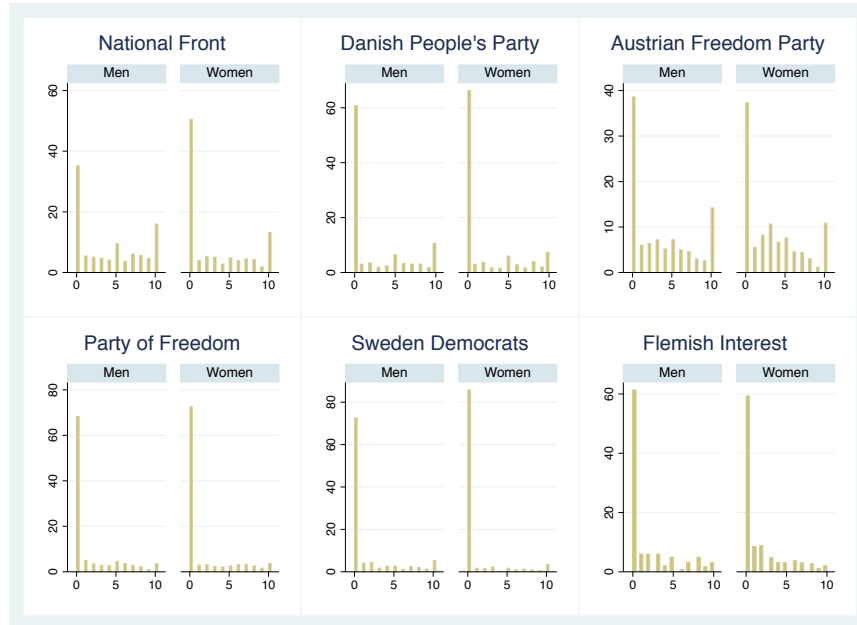 National Front
Men Women
60
40
20
0
0 5 10 0 5 10
Danish People's Party
Men Women
60
40
20
0
0 5 10 0 5 10
Austrian Freedom Party
Men Women
40
30
20
10
0
0 5 10 0 5 10
Party of Freedom
Men Women
80
60
40
20
0
0 5 10 0 5 10
Sweden Democrats
Men Women
80
60
40
20
0
0 5 10 0 5 10
Flemish Interest
Men Women
60
40
20
0
0 5 10 0 5 10